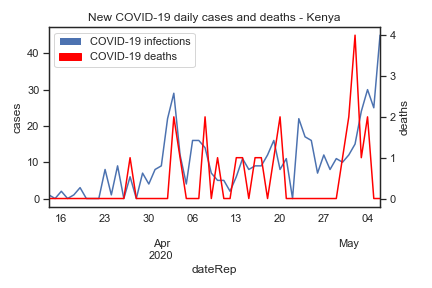 New COVID-19 daily cases and deaths - Kenya
COVID-19 infections
COVID-19 deaths
cases
40
30
20
10
0
deaths
4
3
2
1
0
16 23 30 06 13 20 27 04
Apr May
2020
dateRep